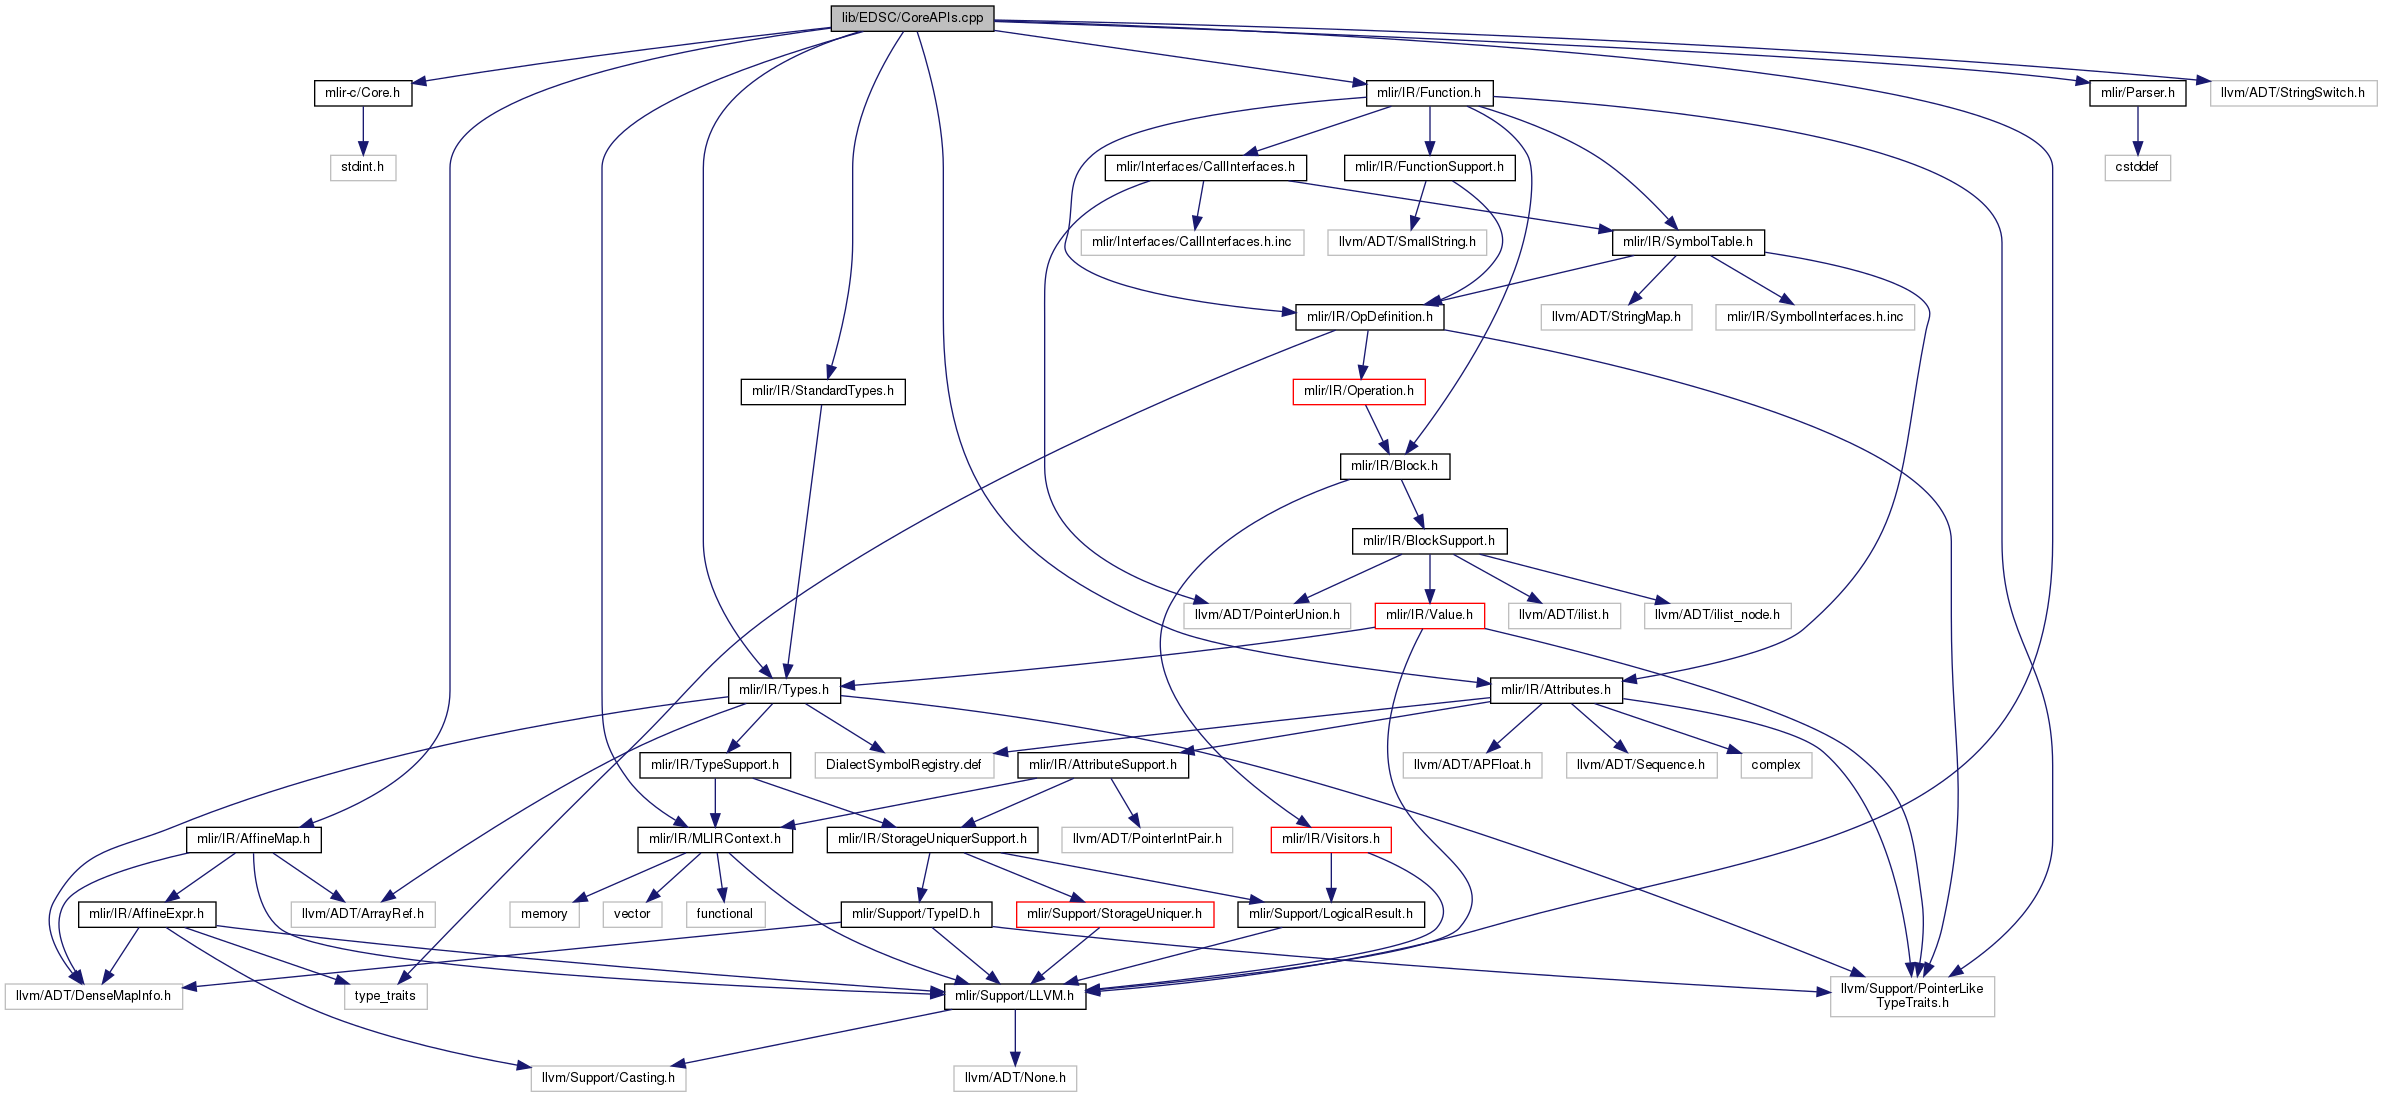 lib/EDSC/CoreAPIs.cpp
mlir-c/Core.h
mlir/IR/Function.h
mlir/Parser.h
llvm/ADT/StringSwitch.h
stdint.h
mlir/Interfaces/CallInterfaces.h
mlir/IR/FunctionSupport.h
cstddef
mlir/Interfaces/CallInterfaces.h.inc
llvm/ADT/SmallString.h
mlir/IR/SymbolTable.h
mlir/IR/OpDefinition.h
llvm/ADT/StringMap.h
mlir/IR/SymbolInterfaces.h.inc
mlir/IR/StandardTypes.h
mlir/IR/Operation.h
mlir/IR/Block.h
mlir/IR/BlockSupport.h
llvm/ADT/PointerUnion.h
mlir/IR/Value.h
llvm/ADT/ilist.h
llvm/ADT/ilist_node.h
mlir/IR/Types.h
mlir/IR/Attributes.h
mlir/IR/TypeSupport.h
DialectSymbolRegistry.def
mlir/IR/AttributeSupport.h
llvm/ADT/APFloat.h
llvm/ADT/Sequence.h
complex
mlir/IR/AffineMap.h
mlir/IR/MLIRContext.h
mlir/IR/StorageUniquerSupport.h
llvm/ADT/PointerIntPair.h
mlir/IR/Visitors.h
mlir/IR/AffineExpr.h
llvm/ADT/ArrayRef.h
memory
vector
functional
mlir/Support/TypeID.h
mlir/Support/StorageUniquer.h
mlir/Support/LogicalResult.h
llvm/ADT/DenseMapInfo.h
type_traits
mlir/Support/LLVM.h
llvm/Support/PointerLike
TypeTraits.h
llvm/Support/Casting.h
llvm/ADT/None.h